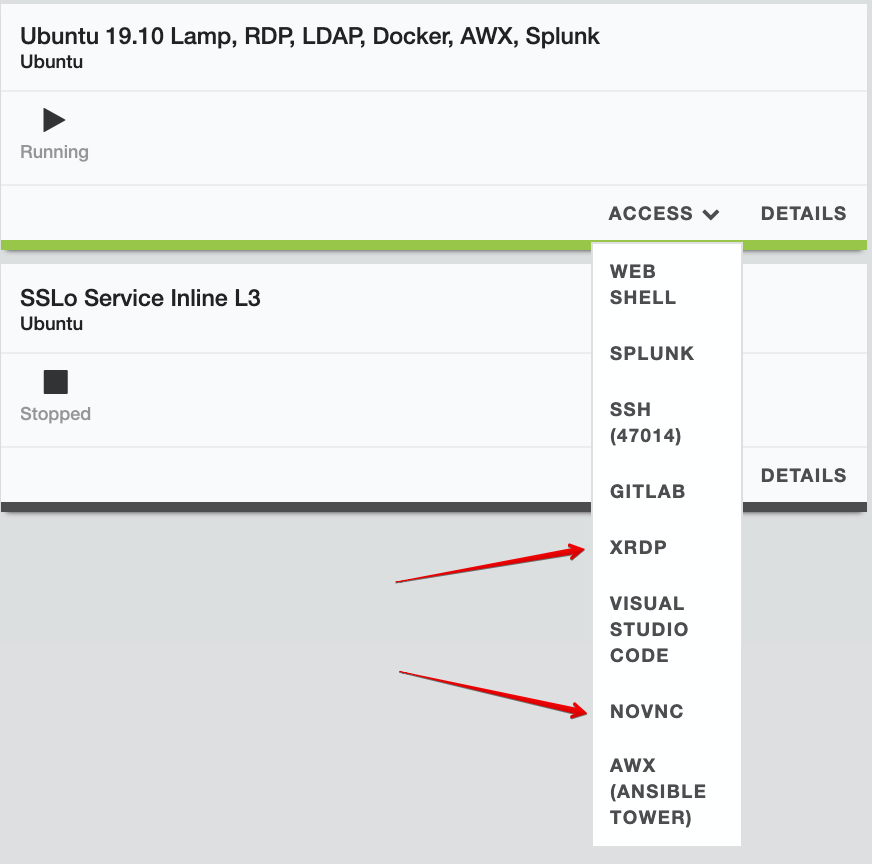 Ubuntu 19.10 Lamp, RDP, LDAP, Docker, AWX, Splunk
Ubuntu
Running
ACCESS DETAILS
WEB
SHELL
SPLUNK
SSH
(47014)
GITLAB
XRDP
VISUAL
STUDIO
CODE
NOVNC
AWX
(ANSIBLE
TOWER)
SSLo Service Inline L3
Ubuntu
Stopped
DETAILS